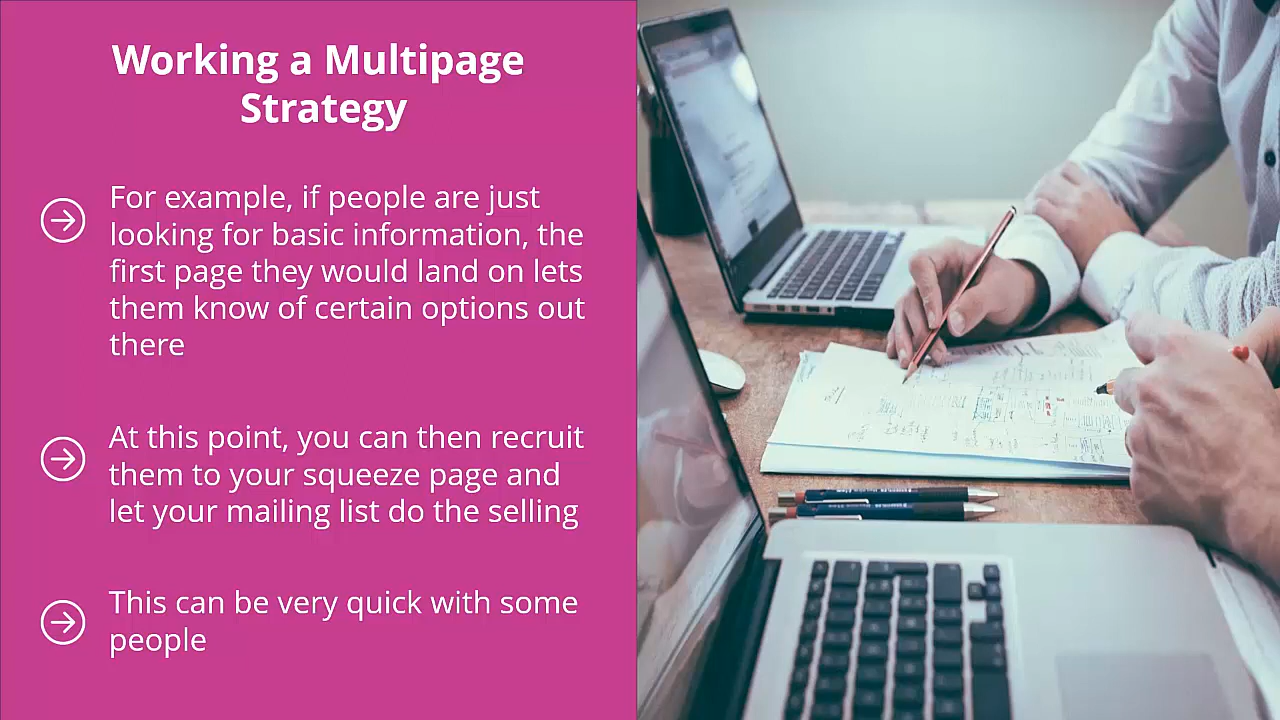 Working a Multipage
Strategy
For example, if people are just
looking for basic information, the
first page they would land on lets
them know of certain options out
there
At this point, you can then recruit
them to your squeeze page and
let your mailing list do the selling
This can be very quick with some
people